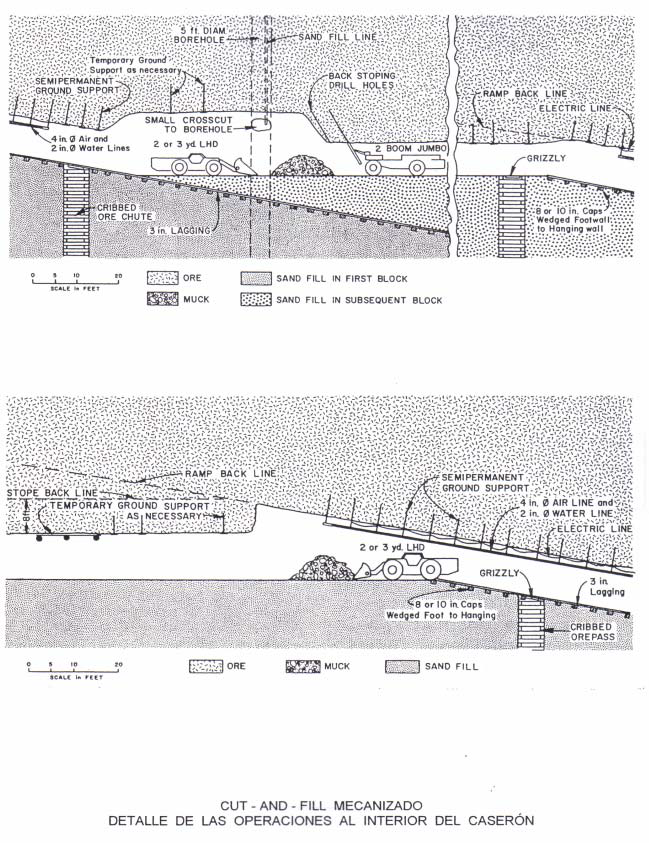 5 ft. DIAM.
BOREHOLE
SAND FILL LINE
Temporary Ground
Support as necessary
SEMIPERMANENT
GROUND SUPPORT
BACK STOPING
DRILL HOLES
RAMP BACK LINE
ELECTRIC LINE
SMALL CROSSCUT
TO BOREHOLE
4 in. Ø Air and
2 in. Ø Water Lines
2 or 3 yd. LHD
2 BOOM JUMBO
GRIZZLY
CRIBBED
ORE CHUTE
3 in. LAGGING
8 or 10 in. Caps
Wedged Footwall
to Hanging wall
0 5 10 20
SCALE in FEET
ORE
SAND FILL IN FIRST BLOCK
MUCK
SAND FILL IN SUBSEQUENT BLOCK
RAMP BACK LINE
STOPE BACK LINE
8 ft
TEMPORARY GROUND SUPPORT
AS NECESSARY
SEMIPERMANENT
GROUND SUPPORT
4 in. Ø AIR LINE and
2 in. Ø WATER LINE
ELECTRIC LINE
2 or 3 yd. LHD
GRIZZLY
3 in.
Lagging
8 or 10 in. Caps
Wedged Foot to Hanging
CRIBBED
OREPASS
0 5 10 20
SCALE in FEET
ORE
MUCK
SAND FILL
CUT - AND - FILL MECANIZADO
DETALLE DE LAS OPERACIONES AL INTERIOR DEL CASERÓN